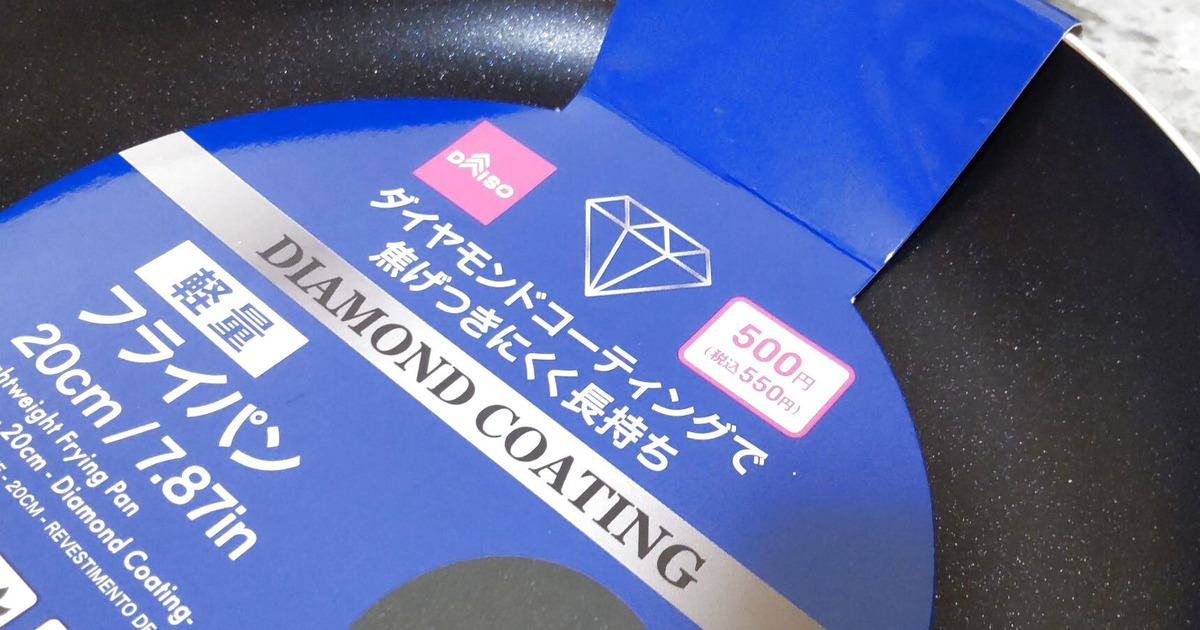 DAISO
ダイヤモンドコーティングで
焦げつきにくく長持ち
500円
(税込550円)
DIAMOND COATING
軽量
フライパン
20cm / 7.87in
Frying Pan
20cm - Diamond Coating-
- 20CM - REVESTIMENTO DE